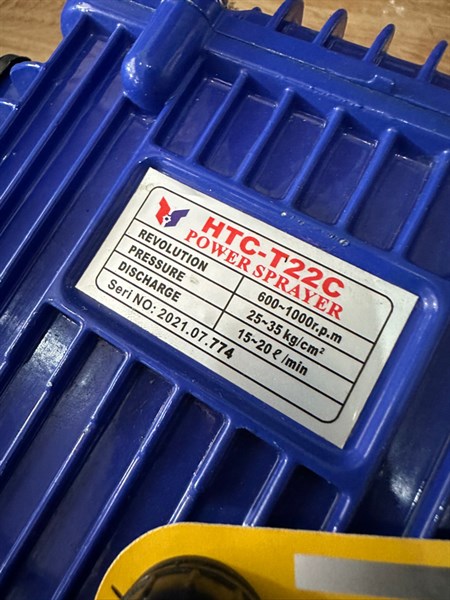 HTC-T22C
POWER SPRAYER
REVOLUTION 600~1000r.p.m
PRESSURE 25~35 kg/cm²
DISCHARGE 15~20 ℓ/min
Seri NO: 2021.07.774